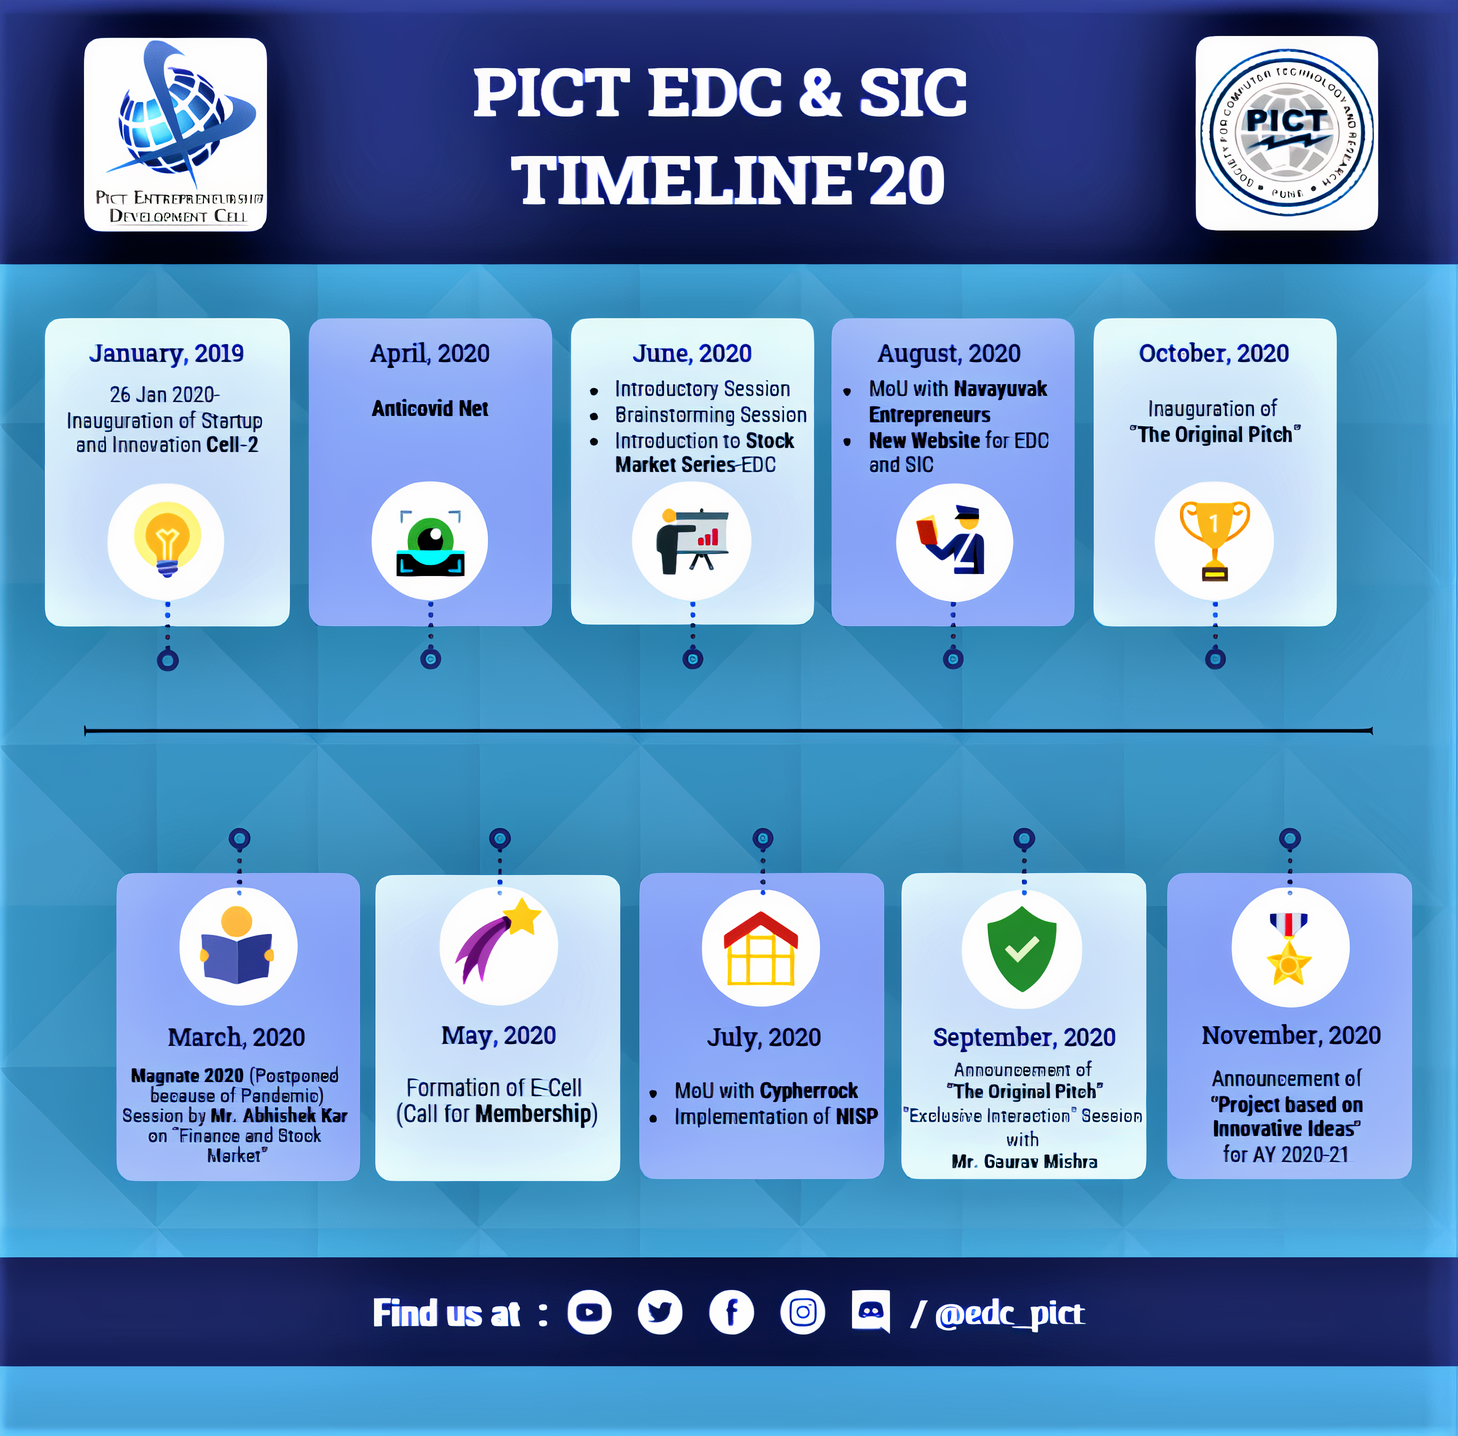 PICT EDC & SIC
TIMELINE'20
PICT ENTREPRENEURSHIP
DEVELOPMENT CELL
SOCIETY FOR COMPUTER TECHNOLOGY AND RESEARCH
PICT
• PUNE •
January, 2019
26 Jan 2020-
Inauguration of Startup
and Innovation Cell-2
April, 2020
Anticovid Net
June, 2020
• Introductory Session
• Brainstorming Session
• Introduction to Stock
Market Series-EDC
August, 2020
• MoU with Navayuvak
Entrepreneurs
• New Website for EDC
and SIC
October, 2020
Inauguration of
"The Original Pitch"
1
March, 2020
Magnate 2020 (Postponed
because of Pandemic)
Session by Mr. Abhishek Kar
on "Finance and Stock
Market"
May, 2020
Formation of E-Cell
(Call for Membership)
July, 2020
• MoU with Cypherrock
• Implementation of NISP
September, 2020
Announcement of
"The Original Pitch"
"Exclusive Interaction" Session
with
Mr. Gaurav Mishra
November, 2020
Announcement of
"Project based on
Innovative Ideas"
for AY 2020-21
Find us at : / @edc_pict